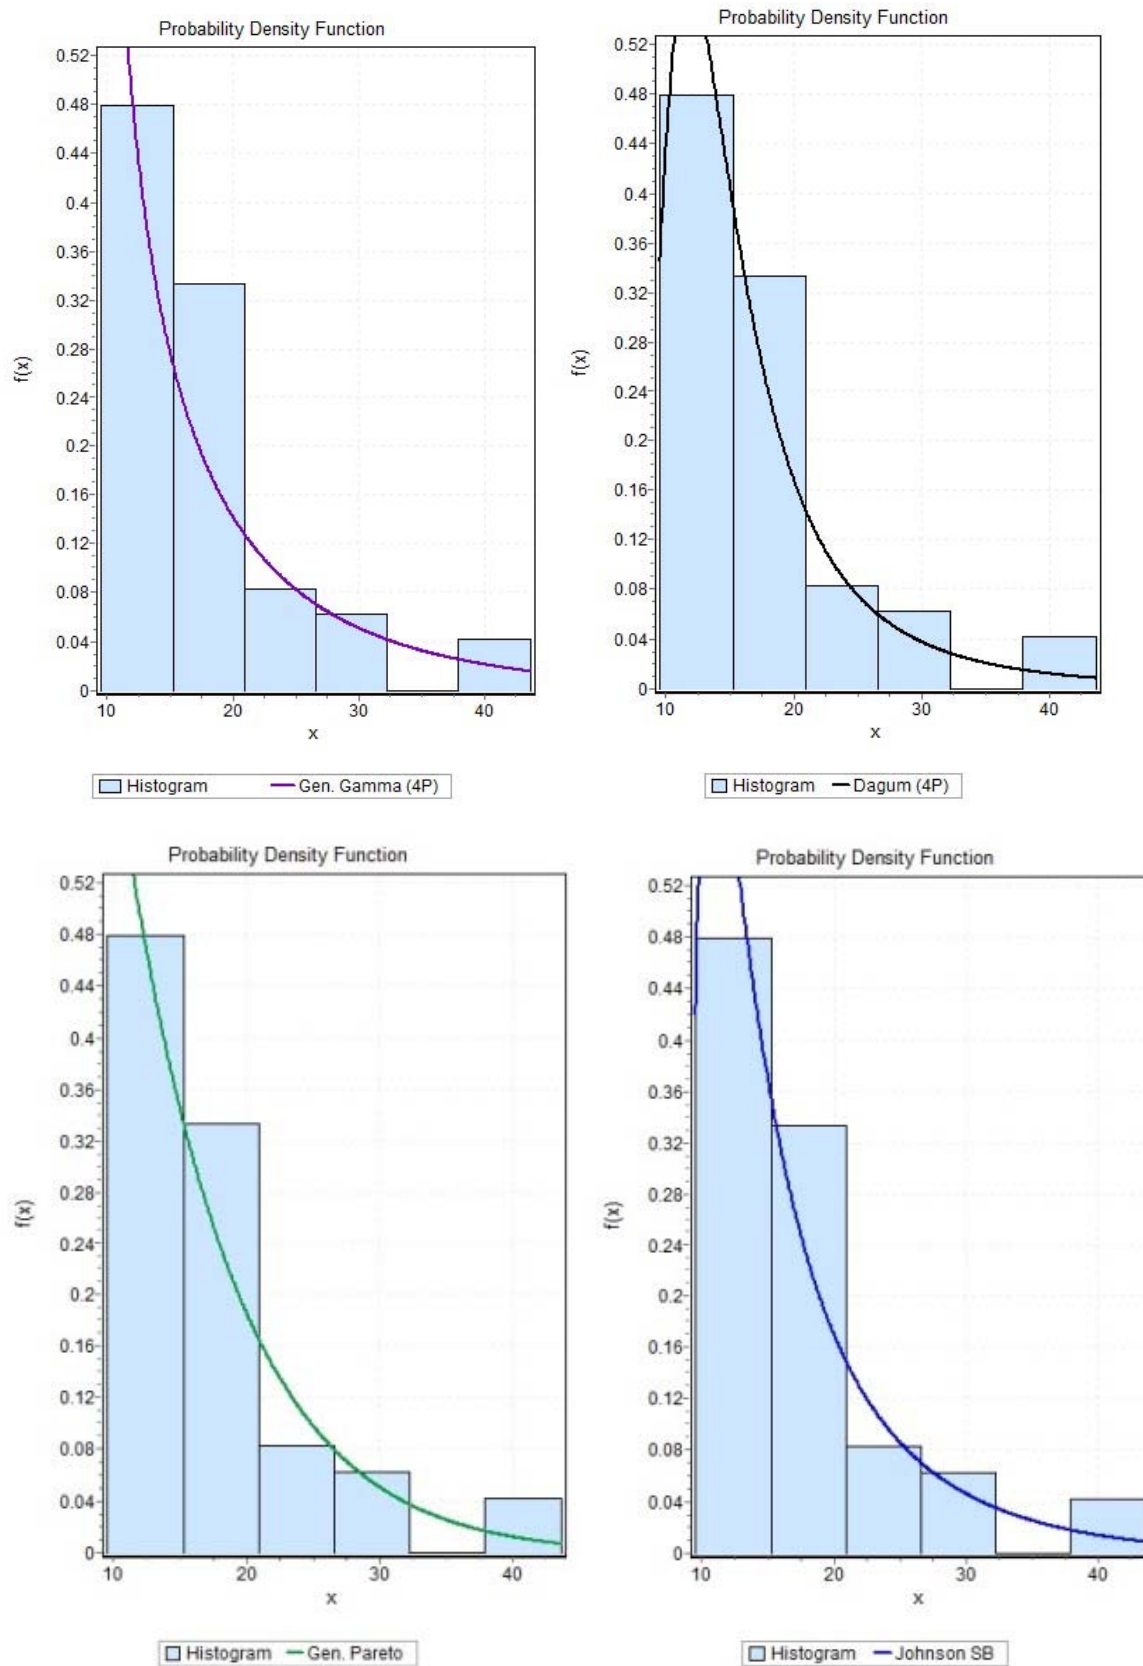 Probability Density Function
0.52
0.48
0.44
0.4
0.36
0.32
0.28
0.24
0.2
0.16
0.12
0.08
0.04
0
f(x)
10 20 30 40
x
Histogram Gen. Gamma (4P)
Probability Density Function
0.52
0.48
0.44
0.4
0.36
0.32
0.28
0.24
0.2
0.16
0.12
0.08
0.04
0
f(x)
10 20 30 40
x
Histogram Dagum (4P)
Probability Density Function
0.52
0.48
0.44
0.4
0.36
0.32
0.28
0.24
0.2
0.16
0.12
0.08
0.04
0
f(x)
10 20 30 40
x
Histogram Gen. Pareto
Probability Density Function
0.52
0.48
0.44
0.4
0.36
0.32
0.28
0.24
0.2
0.16
0.12
0.08
0.04
0
f(x)
10 20 30 40
x
Histogram Johnson SB